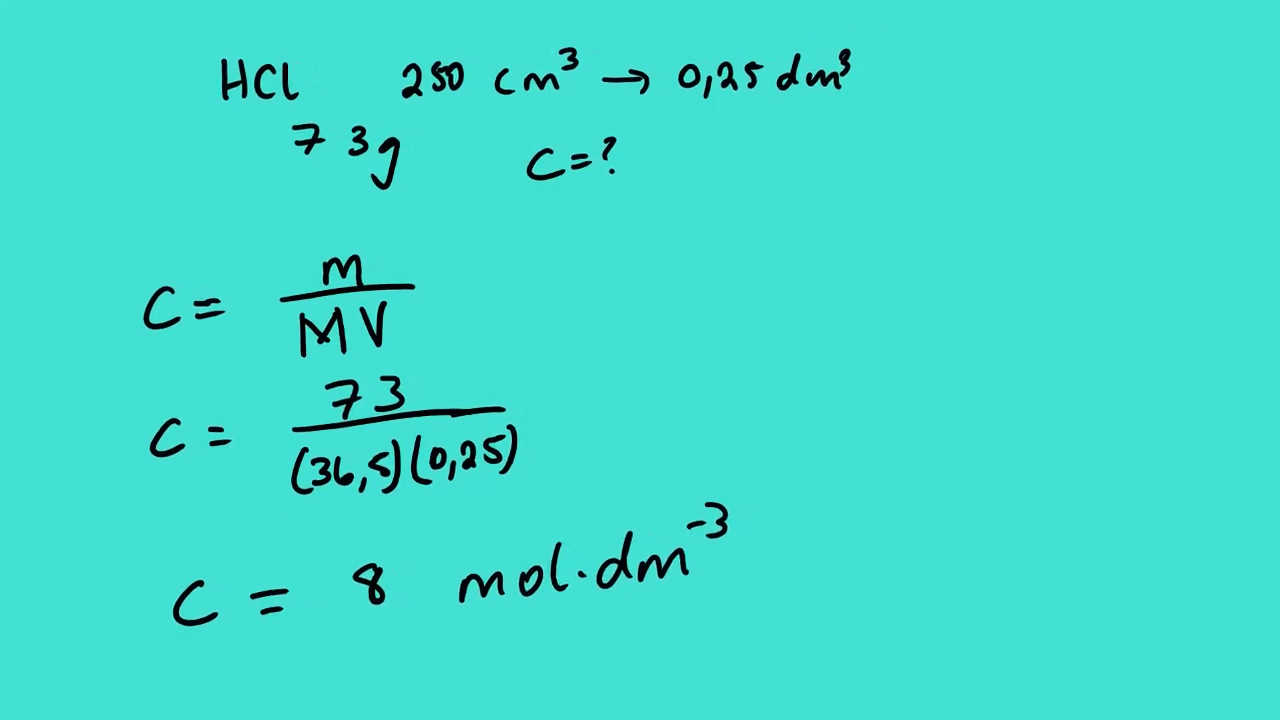 HCl 250 cm³ → 0,25 dm³
73g C=?
C = m / MV
C = 73 / (36,5)(0,25)
C = 8 mol·dm⁻³